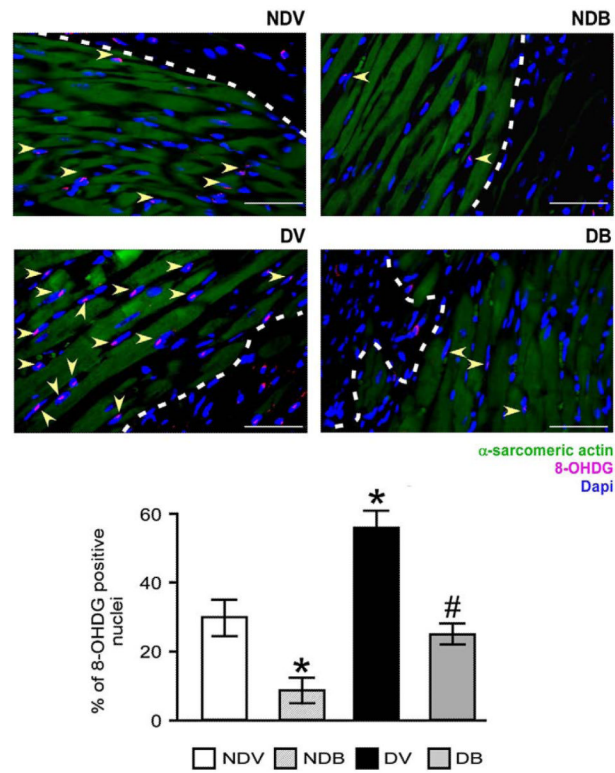 NDV
NDB
DV
DB
α-sarcomeric actin
8-OHDG
Dapi
% of 8-OHDG positive
nuclei
60
40
20
0
*
*
#
NDV NDB DV DB